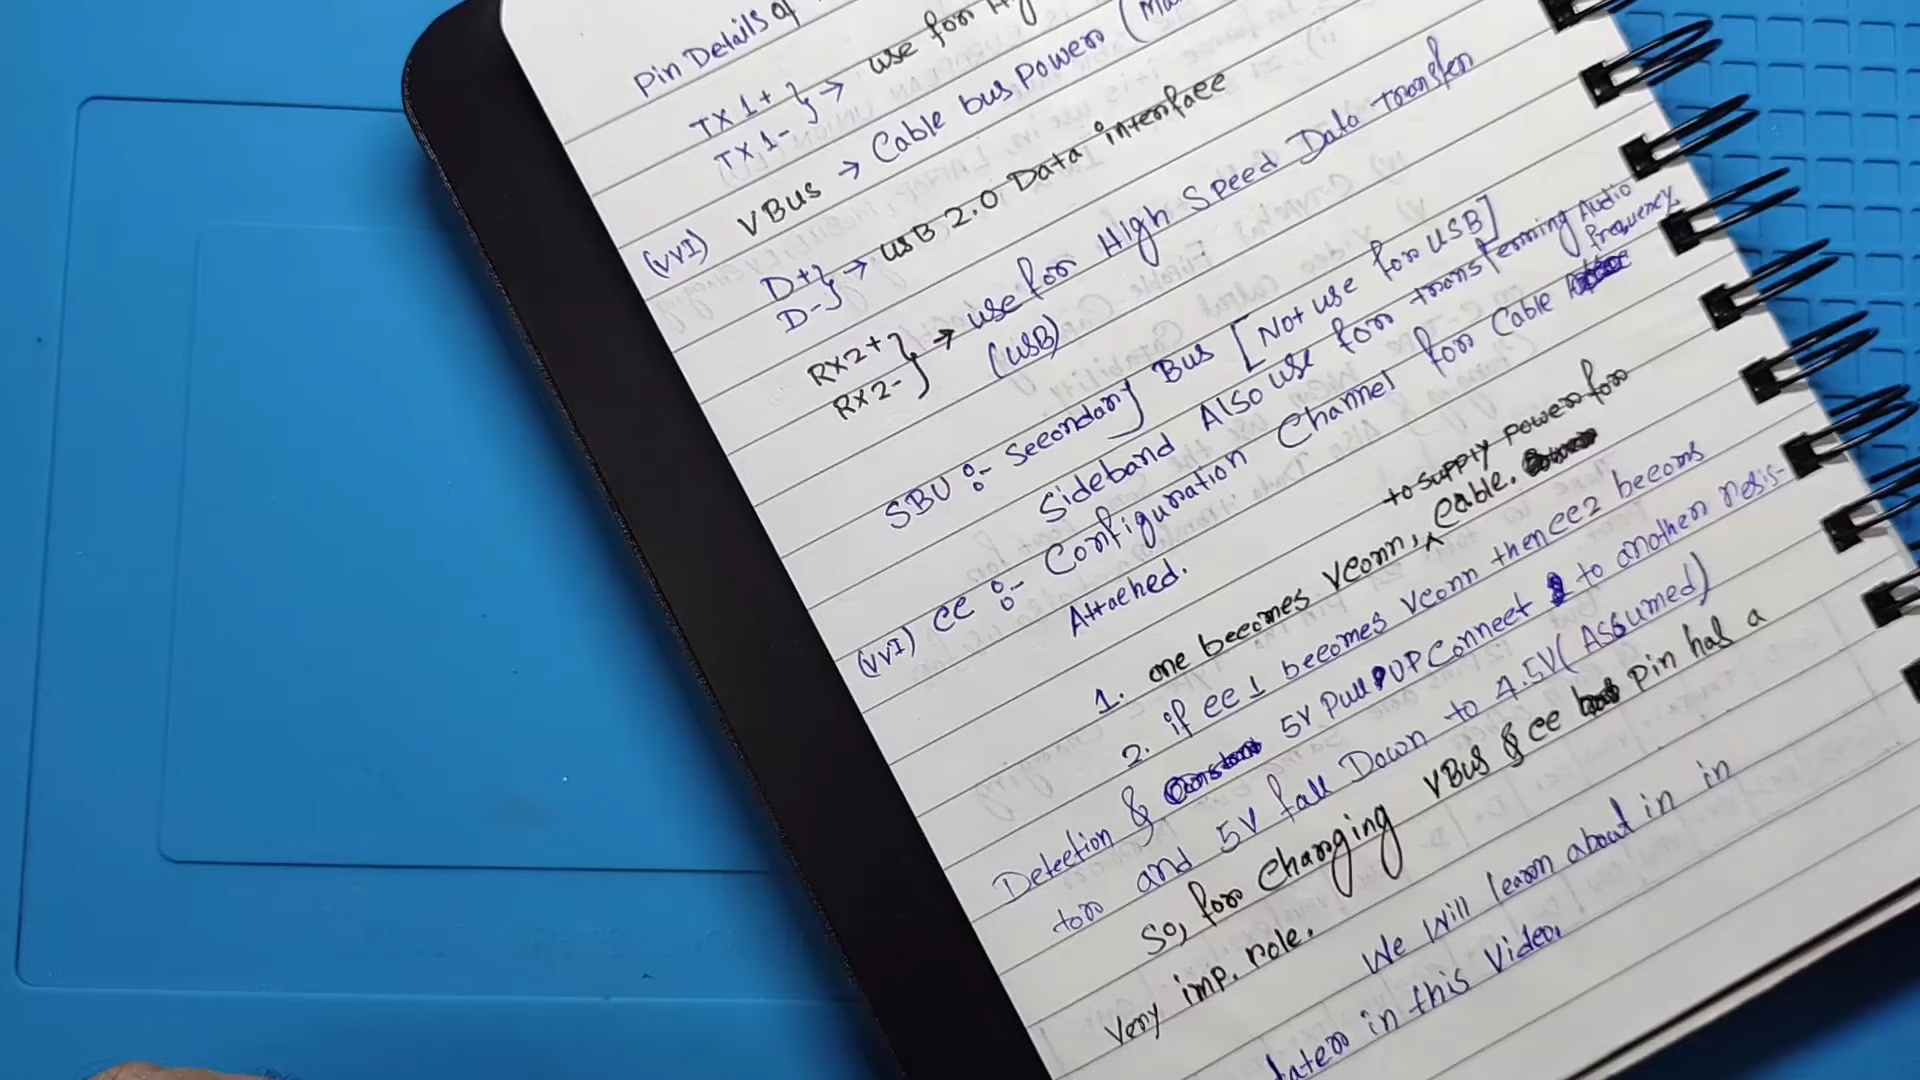 Pin Details of
TX1+ } → use for Hig
TX1-
(VVI) VBus → Cable bus Power (Ma
D+ } → USB 2.0 Data interface
D-
RX2+ } → use for High Speed Data Transfer
RX2- (USB)
SBU :- Secondary Bus [Not use for USB]
Sideband Also use for transferring Audio
frequency.
(VVI) CC :- Configuration Channel for Cable
Attached.
to supply power for
1. one becomes Vconn, ^ cable.
2. if CC1 becomes Vconn then CC2 becoms
Detection & 5V Pull UP Connect to another resis-
tor and 5V fall Down to 4.5V (Assumed)
So, for charging VBus & CC Pin has a
Very imp. role.
We Will learn about in in
later in this Video.